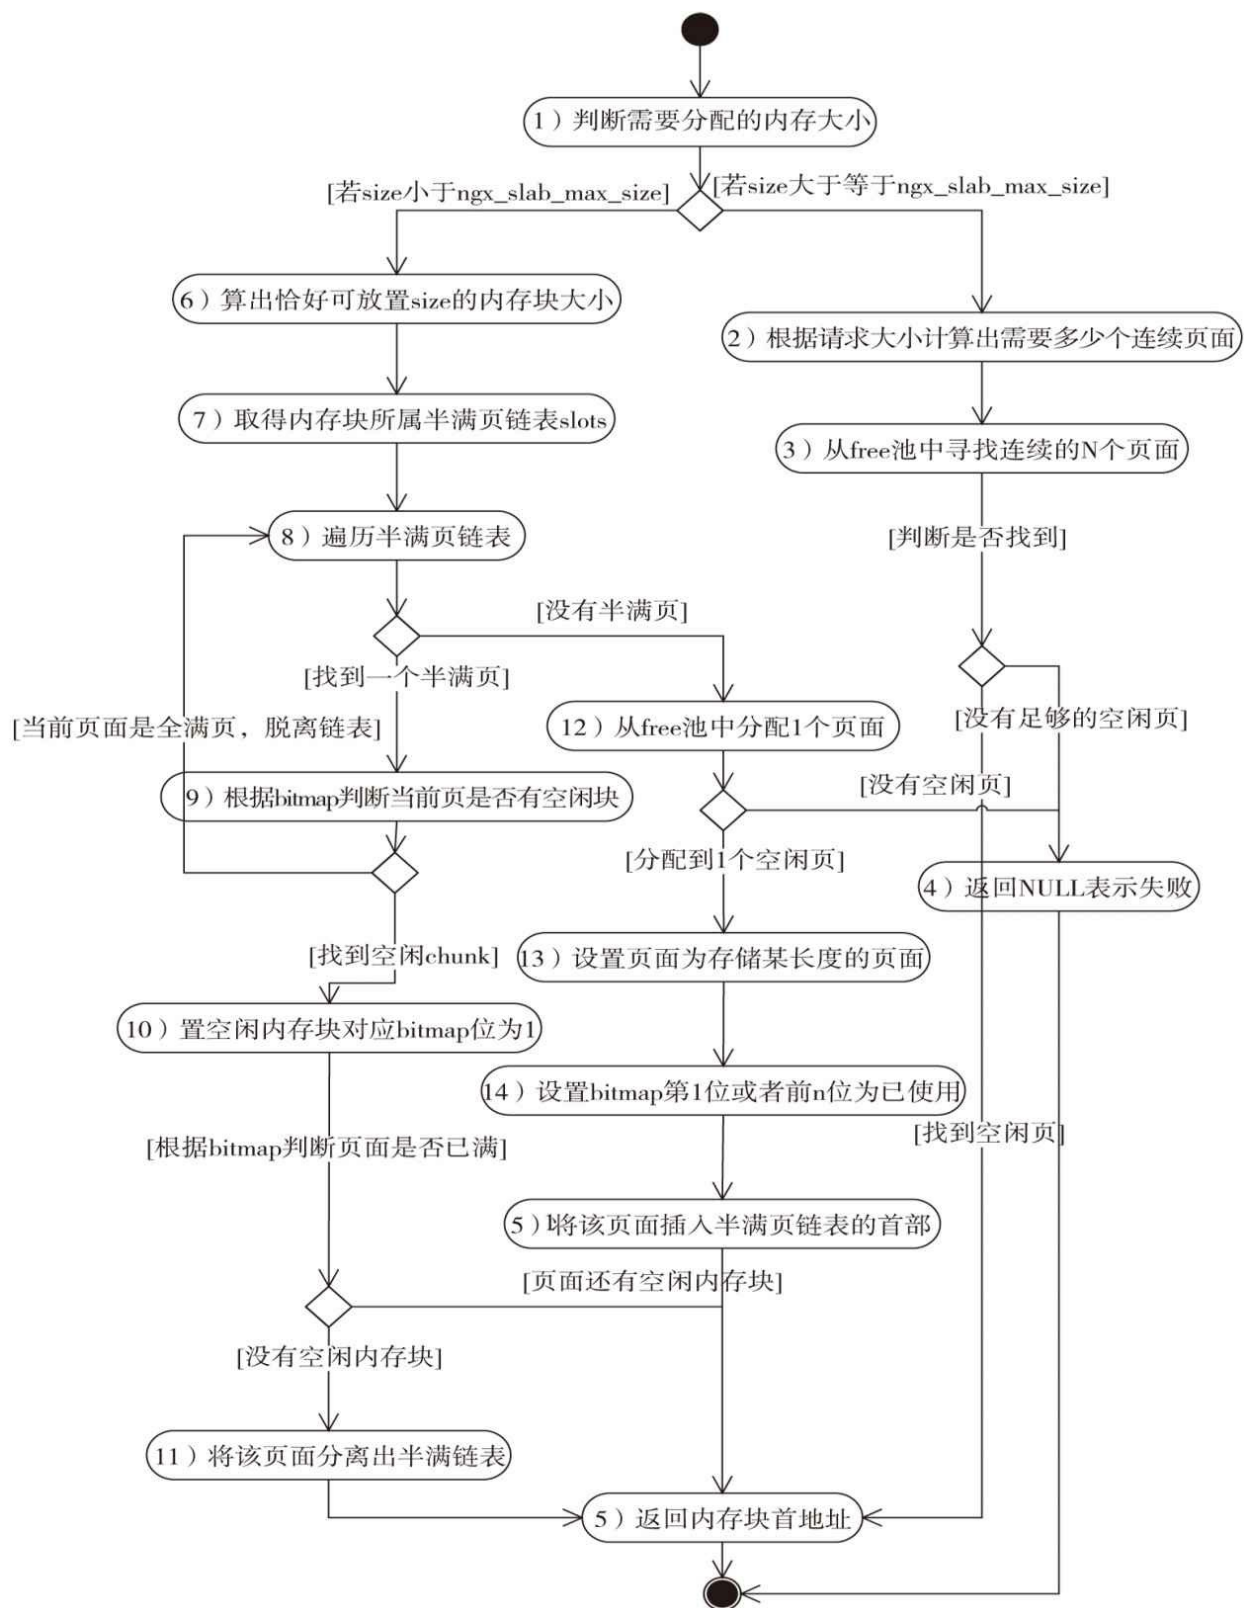 1）判断需要分配的内存大小
[若size小于ngx_slab_max_size]
[若size大于等于ngx_slab_max_size]
6）算出恰好可放置size的内存块大小
2）根据请求大小计算出需要多少个连续页面
7）取得内存块所属半满页链表slots
3）从free池中寻找连续的N个页面
8）遍历半满页链表
[判断是否找到]
[没有半满页]
[找到一个半满页]
[当前页面是全满页，脱离链表]
12）从free池中分配1个页面
[没有足够的空闲页]
9）根据bitmap判断当前页是否有空闲块
[没有空闲页]
[分配到1个空闲页]
4）返回NULL表示失败
[找到空闲chunk]
13）设置页面为存储某长度的页面
10）置空闲内存块对应bitmap位为1
14）设置bitmap第1位或者前n位为已使用
[找到空闲页]
[根据bitmap判断页面是否已满]
5）1将该页面插入半满页链表的首部
[页面还有空闲内存块]
[没有空闲内存块]
11）将该页面分离出半满链表
5）返回内存块首地址